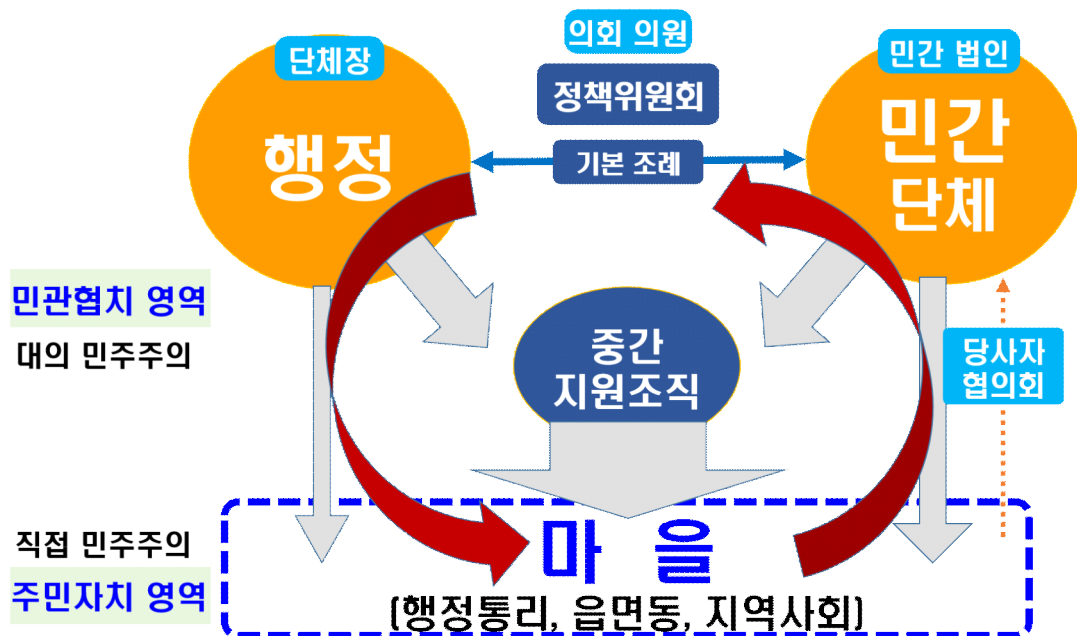 의회 의원
단체장
민간 법인
정책위원회
행정
기본 조례
민간
단체
민관협치 영역
대의 민주주의
중간
지원조직
당사자
협의회
직접 민주주의
주민자치 영역
마 을
(행정통리, 읍면동, 지역사회)